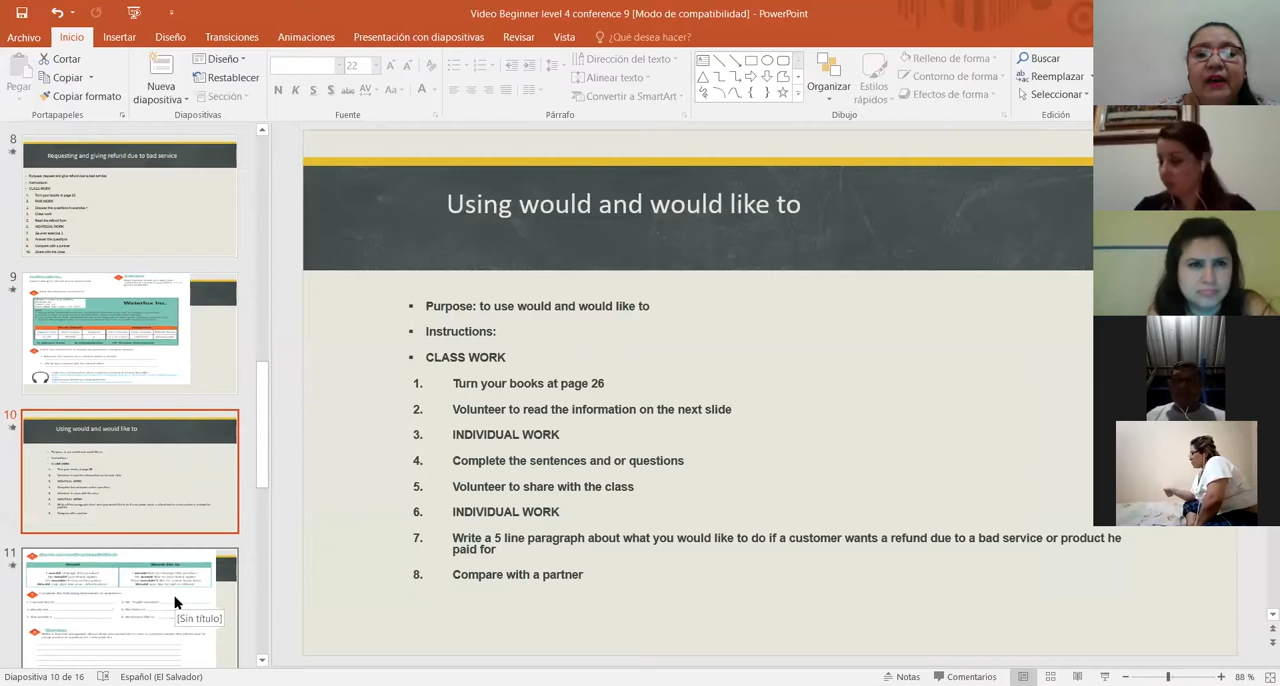 Video Beginner level 4 conference 9 [Modo de compatibilidad] - PowerPoint
Archivo Inicio Insertar Diseño Transiciones Animaciones Presentación con diapositivas Revisar Vista ¿Qué desea hacer?
Pegar
Cortar
Copiar
Copiar formato
Portapapeles
Nueva
diapositiva
Diseño
Restablecer
Sección
Diapositivas
22
N K S S abc AV Aa A
Fuente
Dirección del texto
Alinear texto
Convertir a SmartArt
Párrafo
Organizar
Estilos
rápidos
Relleno de forma
Contorno de forma
Efectos de forma
Dibujo
Buscar
Reemplazar
Seleccionar
Edición
8
Requesting and giving refund due to bad service
9
Waterlux Inc.
10
Using would and would like to
11
[Sin título]
Using would and would like to
Purpose: to use would and would like to
Instructions:
CLASS WORK
1. Turn your books at page 26
2. Volunteer to read the information on the next slide
3. INDIVIDUAL WORK
4. Complete the sentences and or questions
5. Volunteer to share with the class
6. INDIVIDUAL WORK
7. Write a 5 line paragraph about what you would like to do if a customer wants a refund due to a bad service or product he
paid for
8. Compare with a partner
Diapositiva 10 de 16 Español (El Salvador) Notas Comentarios 88 %